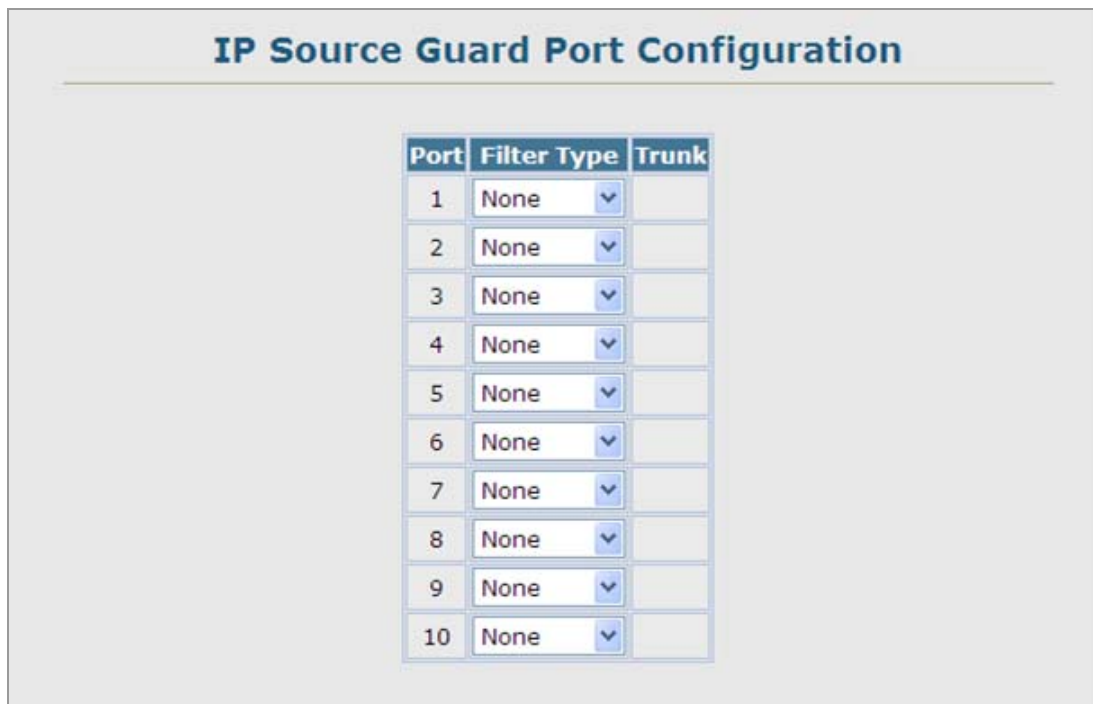 IP Source Guard Port Configuration
Port Filter Type Trunk
1 None
2 None
3 None
4 None
5 None
6 None
7 None
8 None
9 None
10 None